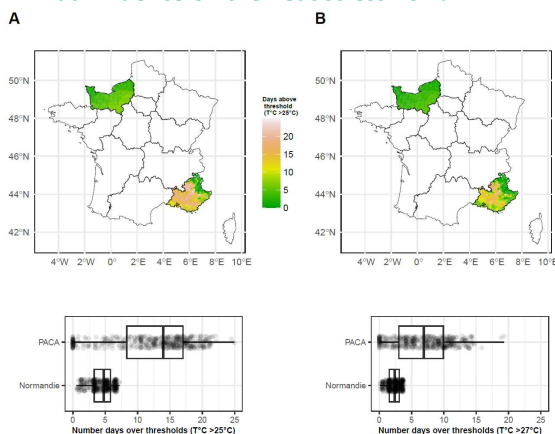 A
B
50°N
48°N
46°N
44°N
42°N
4°W 2°W 0° 2°E 4°E 6°E 8°E 10°E
Days above
threshold
(T°C >25°C)
20
15
10
5
0
50°N
48°N
46°N
44°N
42°N
4°W 2°W 0° 2°E 4°E 6°E 8°E 10°E
PACA
Normandie
0 5 10 15 20 25
Number days over thresholds (T°C >25°C)
PACA
Normandie
0 5 10 15 20 25
Number days over thresholds (T°C >27°C)